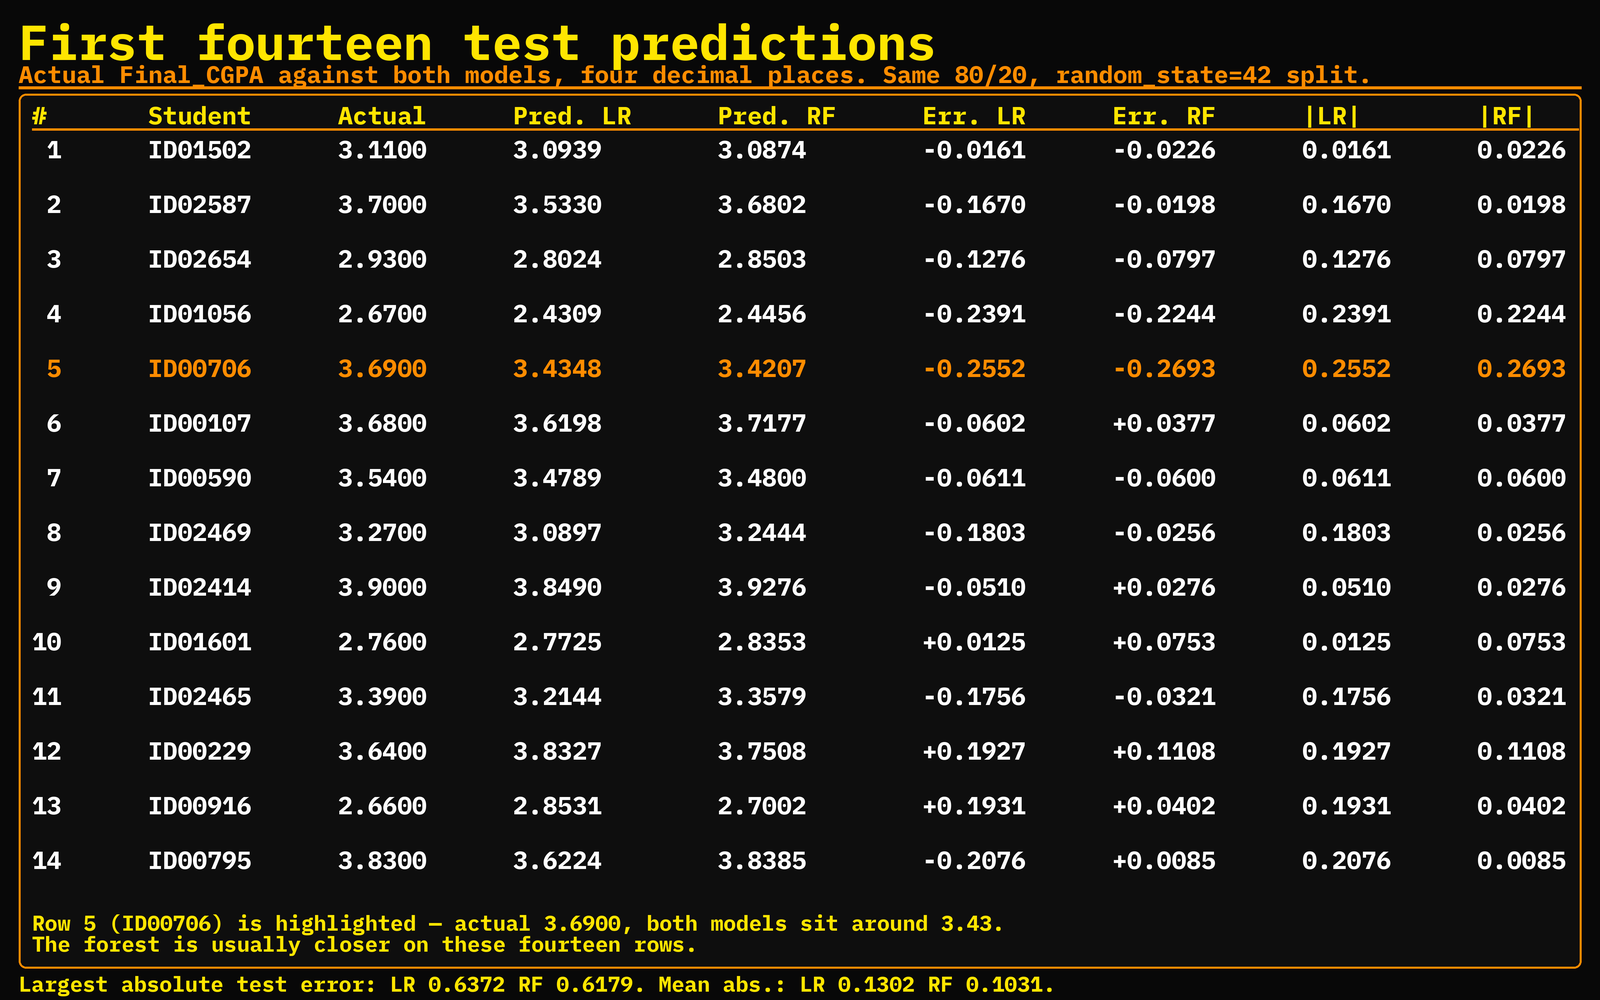 First fourteen test predictions
Actual Final_CGPA against both models, four decimal places. Same 80/20, random_state=42 split.
# Student Actual Pred. LR Pred. RF Err. LR Err. RF |LR| |RF|
1 ID01502 3.1100 3.0939 3.0874 -0.0161 -0.0226 0.0161 0.0226
2 ID02587 3.7000 3.5330 3.6802 -0.1670 -0.0198 0.1670 0.0198
3 ID02654 2.9300 2.8024 2.8503 -0.1276 -0.0797 0.1276 0.0797
4 ID01056 2.6700 2.4309 2.4456 -0.2391 -0.2244 0.2391 0.2244
5 ID00706 3.6900 3.4348 3.4207 -0.2552 -0.2693 0.2552 0.2693
6 ID00107 3.6800 3.6198 3.7177 -0.0602 +0.0377 0.0602 0.0377
7 ID00590 3.5400 3.4789 3.4800 -0.0611 -0.0600 0.0611 0.0600
8 ID02469 3.2700 3.0897 3.2444 -0.1803 -0.0256 0.1803 0.0256
9 ID02414 3.9000 3.8490 3.9276 -0.0510 +0.0276 0.0510 0.0276
10 ID01601 2.7600 2.7725 2.8353 +0.0125 +0.0753 0.0125 0.0753
11 ID02465 3.3900 3.2144 3.3579 -0.1756 -0.0321 0.1756 0.0321
12 ID00229 3.6400 3.8327 3.7508 +0.1927 +0.1108 0.1927 0.1108
13 ID00916 2.6600 2.8531 2.7002 +0.1931 +0.0402 0.1931 0.0402
14 ID00795 3.8300 3.6224 3.8385 -0.2076 +0.0085 0.2076 0.0085
Row 5 (ID00706) is highlighted — actual 3.6900, both models sit around 3.43.
The forest is usually closer on these fourteen rows.
Largest absolute test error: LR 0.6372 RF 0.6179. Mean abs.: LR 0.1302 RF 0.1031.